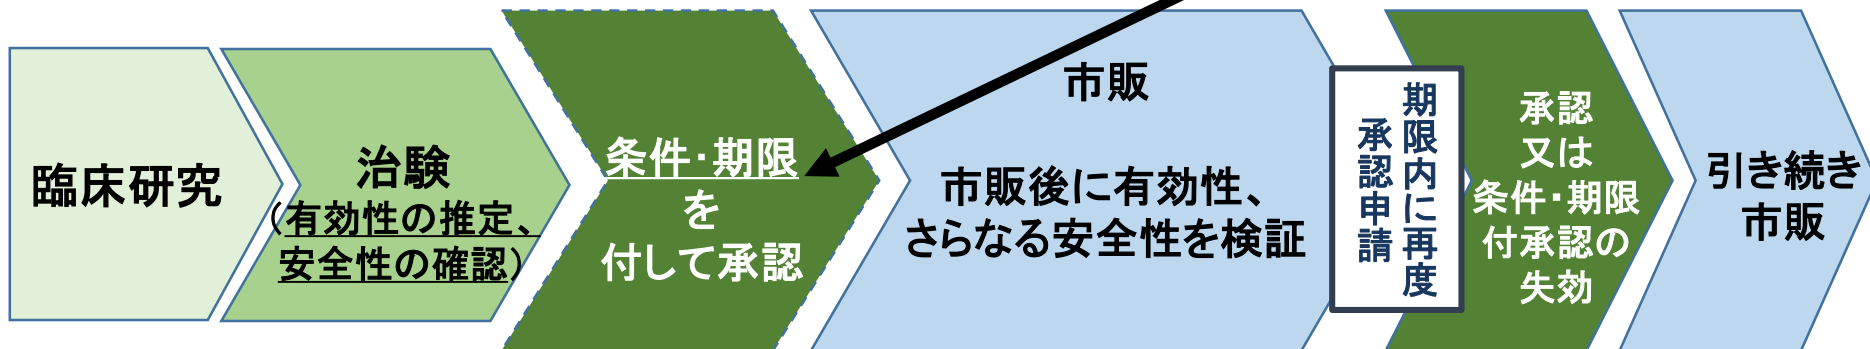 臨床研究
治験
（有効性の推定、
安全性の確認）
条件・期限
を
付して承認
市販
市販後に有効性、
さらなる安全性を検証
期限内に再度
承認申請
承認
又は
条件・期限
付承認の
失効
引き続き
市販